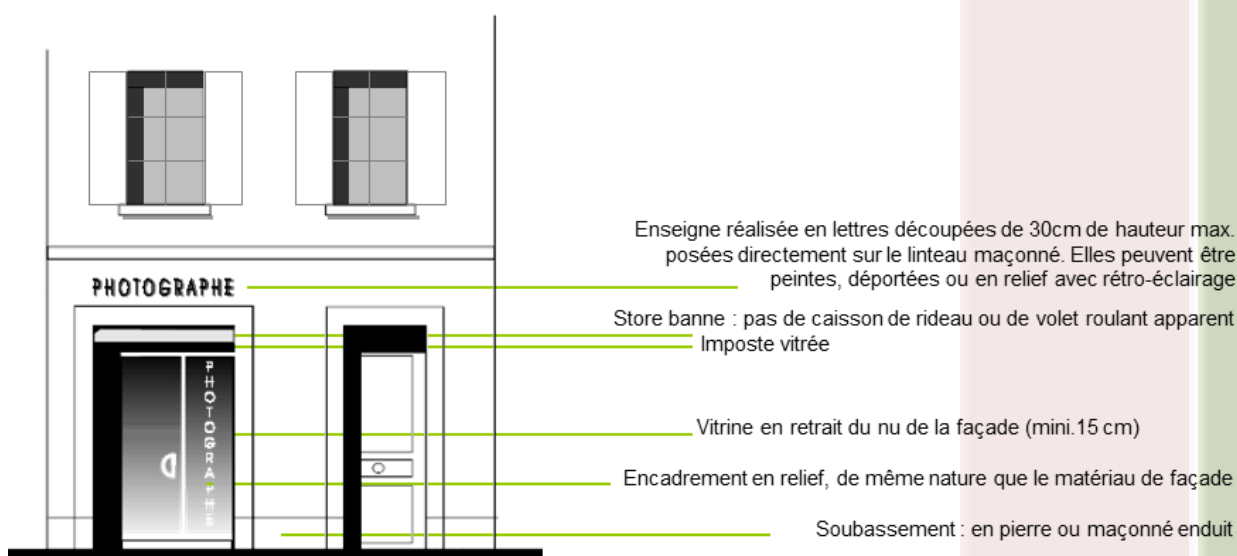 Enseigne réalisée en lettres découpées de 30cm de hauteur max.
posées directement sur le linteau maçonné. Elles peuvent être
peintes, déportées ou en relief avec rétro-éclairage
PHOTOGRAPHE
Store banne : pas de caisson de rideau ou de volet roulant apparent
Imposte vitrée
PHOTOGRAPHE
Vitrine en retrait du nu de la façade (mini.15 cm)
Encadrement en relief, de même nature que le matériau de façade
Soubassement : en pierre ou maçonné enduit